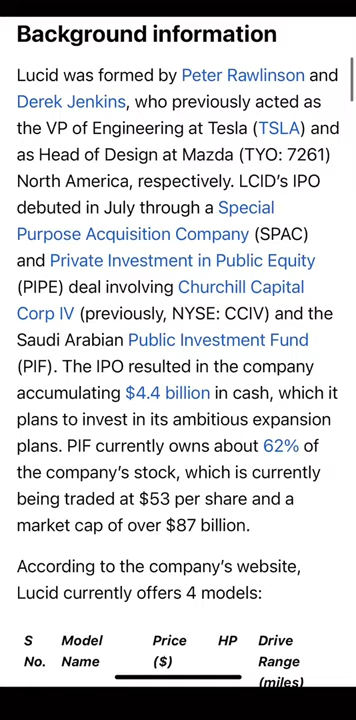 Background information
Lucid was formed by Peter Rawlinson and
Derek Jenkins, who previously acted as
the VP of Engineering at Tesla (TSLA) and
as Head of Design at Mazda (TYO: 7261)
North America, respectively. LCID’s IPO
debuted in July through a Special
Purpose Acquisition Company (SPAC)
and Private Investment in Public Equity
(PIPE) deal involving Churchill Capital
Corp IV (previously, NYSE: CCIV) and the
Saudi Arabian Public Investment Fund
(PIF). The IPO resulted in the company
accumulating $4.4 billion in cash, which it
plans to invest in its ambitious expansion
plans. PIF currently owns about 62% of
the company’s stock, which is currently
being traded at $53 per share and a
market cap of over $87 billion.
According to the company’s website,
Lucid currently offers 4 models:
S Model Price HP Drive
No. Name ($) Range
(miles)